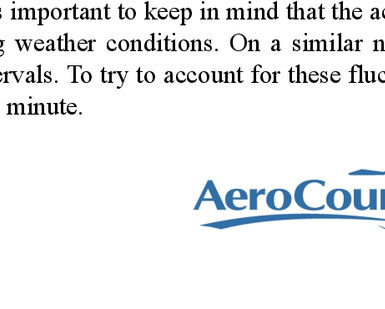 s important to keep in mind that the ac
g weather conditions. On a similar n
ervals. To try to account for these fluc
minute.
AeroCour